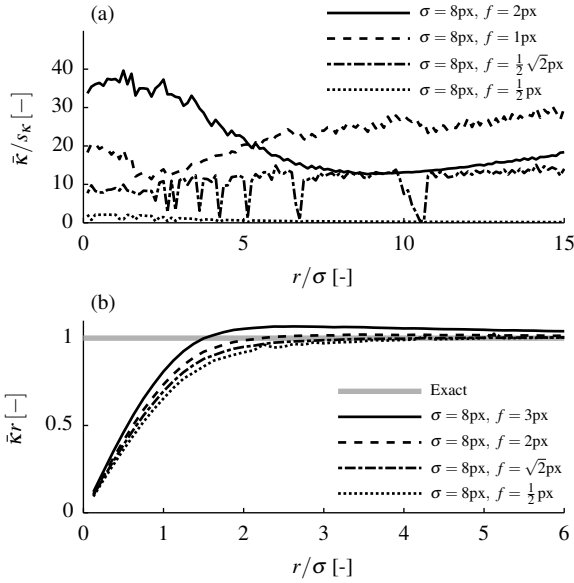 (a)
σ = 8px, f = 2px
σ = 8px, f = 1px
σ = 8px, f = ½√2px
σ = 8px, f = ½px
40
30
20
10
0
κ̄/sκ [−]
0 5 10 15
r/σ [-]
(b)
1
0.5
0
κ̄r [−]
Exact
σ = 8px, f = 3px
σ = 8px, f = 2px
σ = 8px, f = √2px
σ = 8px, f = ½px
0 1 2 3 4 5 6
r/σ [-]